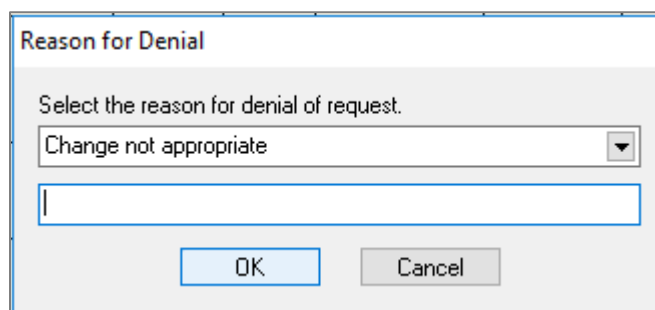 Reason for Denial
Select the reason for denial of request.
Change not appropriate
OK Cancel